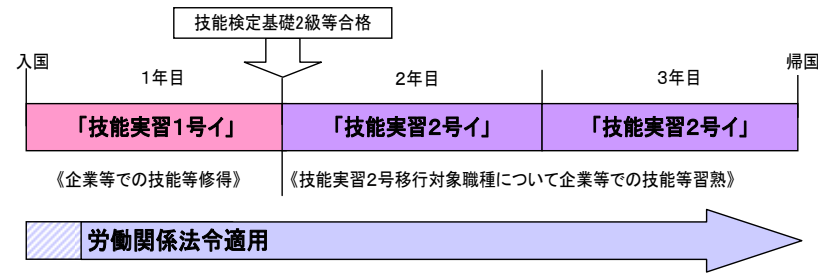 技能検定基礎2級等合格
入国
帰国
1年目
2年目
3年目
「技能実習1号イ」
「技能実習2号イ」
「技能実習2号イ」
《企業等での技能等修得》
《技能実習2号移行対象職種について企業等での技能等習熟》
労働関係法令適用